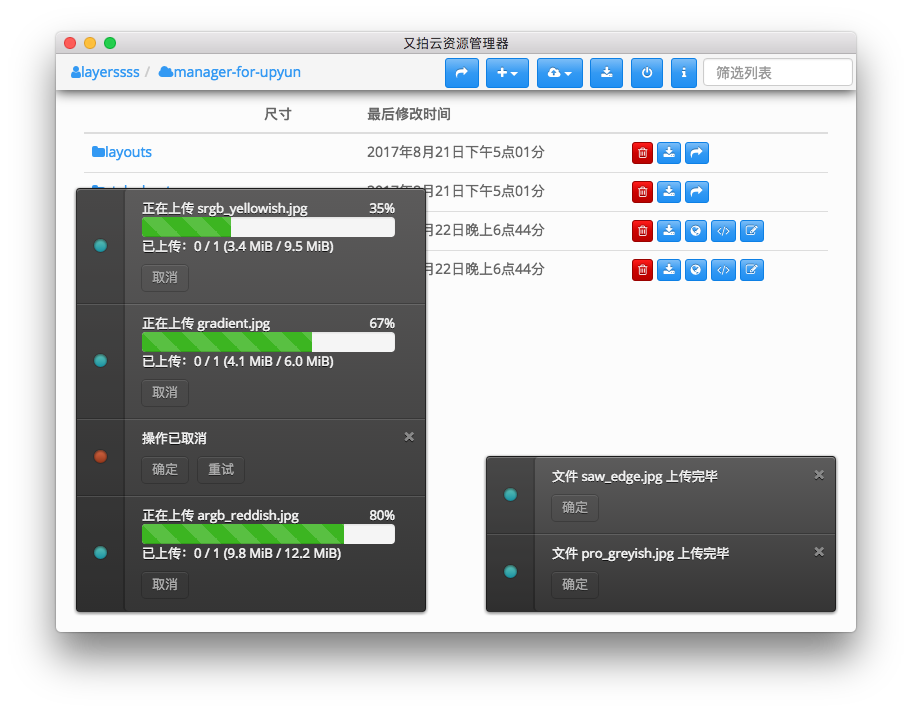 又拍云资源管理器
layerssss / manager-for-upyun
筛选列表
尺寸 最后修改时间
layouts 2017年8月21日下午5点01分
2017年8月21日下午5点01分
月22日晚上6点44分
月22日晚上6点44分
正在上传 srgb_yellowish.jpg 35%
已上传：0 / 1 (3.4 MiB / 9.5 MiB)
取消
正在上传 gradient.jpg 67%
已上传：0 / 1 (4.1 MiB / 6.0 MiB)
取消
操作已取消
确定 重试
正在上传 argb_reddish.jpg 80%
已上传：0 / 1 (9.8 MiB / 12.2 MiB)
取消
文件 saw_edge.jpg 上传完毕
确定
文件 pro_greyish.jpg 上传完毕
确定